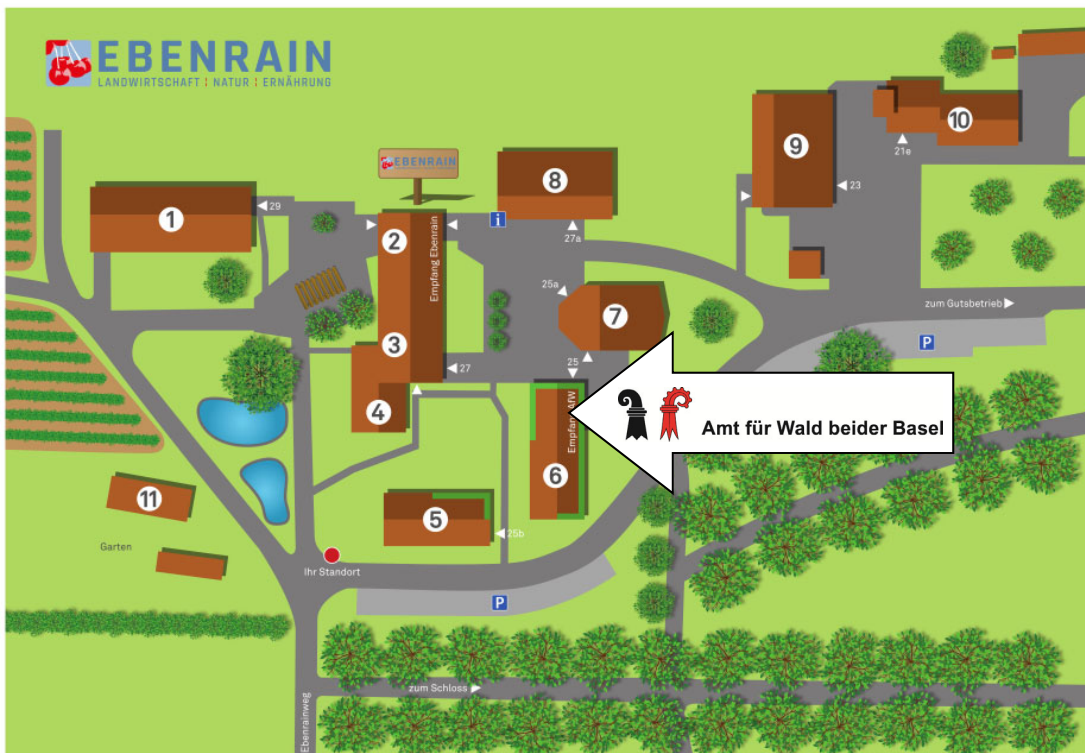 EBENRAIN
LANDWIRTSCHAFT | NATUR | ERNÄHRUNG
10
9
21e
EBENRAIN
8
23
1
29
2
Empfang Ebenrain
i
27a
25a
zum Gutsbetrieb
7
3
25
27
P
4
Empfang AfW
Amt für Wald beider Basel
6
11
5
25b
Garten
Ihr Standort
P
zum Schloss
Ebenrainweg